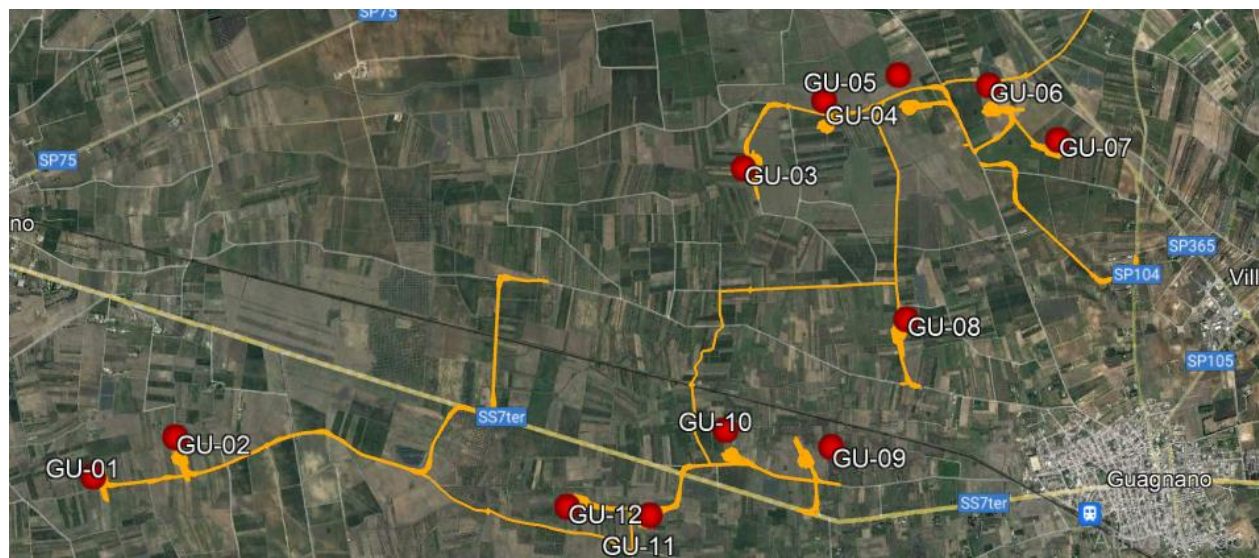 SP75
GU-05
GU-06
GU-04
GU-07
SP75
GU-03
no
SP365
SP104
Vill
GU-08
SP105
SS7ter
GU-10
GU-02
GU-09
GU-01
Guagnano
SS7ter
GU-12
GU-11